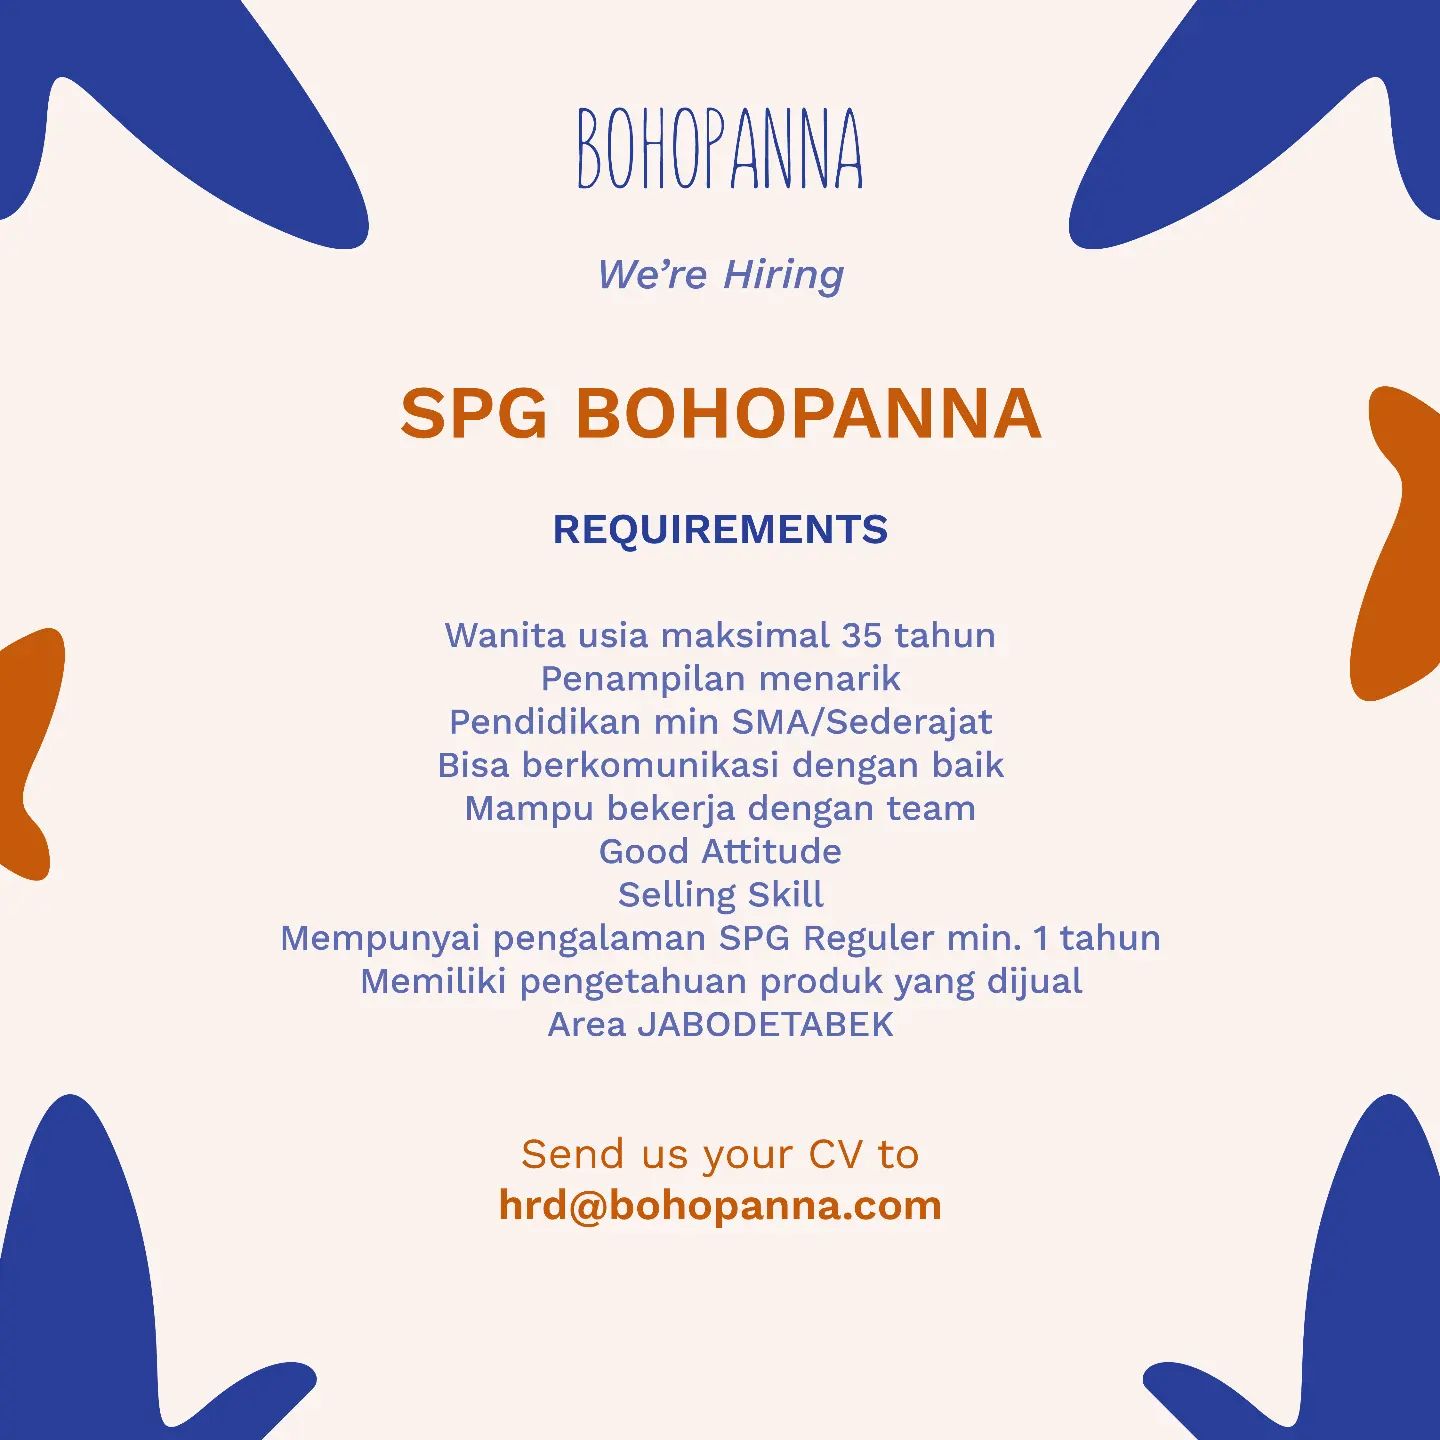 BOHOPANNA
We're Hiring
SPG BOHOPANNA
REQUIREMENTS
Wanita usia maksimal 35 tahun
Penampilan menarik
Pendidikan min SMA/Sederajat
Bisa berkomunikasi dengan baik
Mampu bekerja dengan team
Good Attitude
Selling Skill
Mempunyai pengalaman SPG Reguler min. 1 tahun
Memiliki pengetahuan produk yang dijual
Area JABODETABEK
Send us your CV to
hrd@bohopanna.com